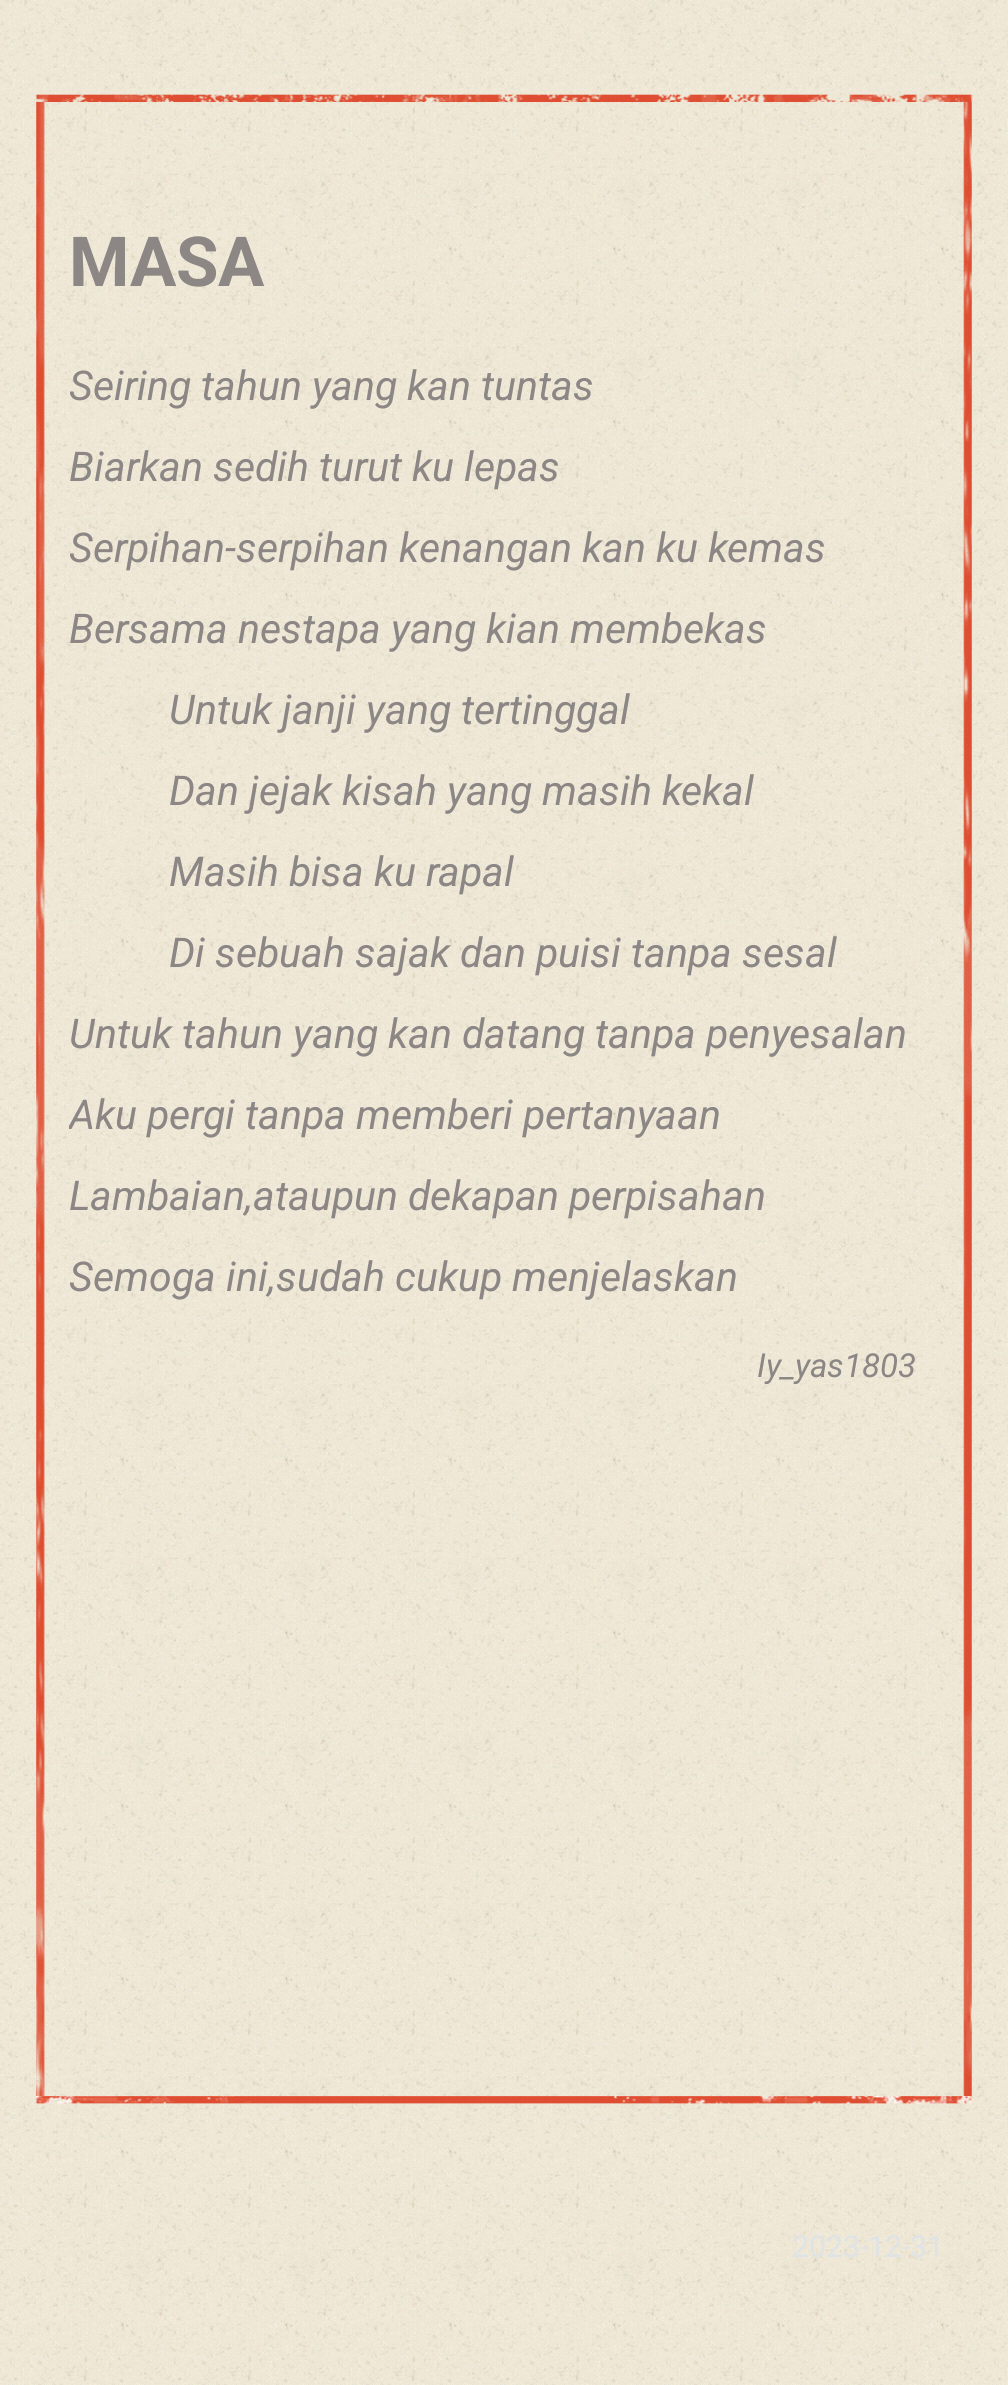 MASA
Seiring tahun yang kan tuntas
Biarkan sedih turut ku lepas
Serpihan-serpihan kenangan kan ku kemas
Bersama nestapa yang kian membekas
Untuk janji yang tertinggal
Dan jejak kisah yang masih kekal
Masih bisa ku rapal
Di sebuah sajak dan puisi tanpa sesal
Untuk tahun yang kan datang tanpa penyesalan
Aku pergi tanpa memberi pertanyaan
Lambaian,ataupun dekapan perpisahan
Semoga ini,sudah cukup menjelaskan
ly_yas1803
2023-12-31